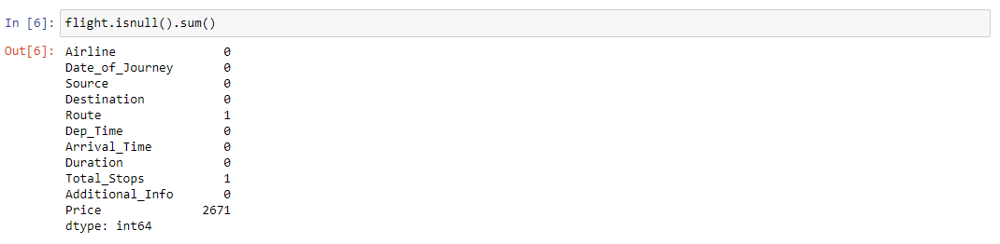 In [6]: flight.isnull().sum()
Out[6]: Airline 0
Date_of_Journey 0
Source 0
Destination 0
Route 1
Dep_Time 0
Arrival_Time 0
Duration 0
Total_Stops 1
Additional_Info 0
Price 2671
dtype: int64